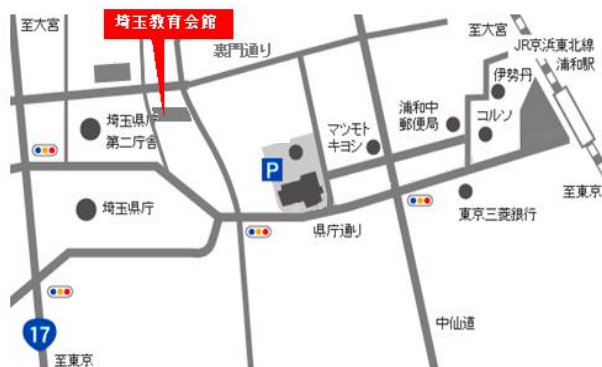 至大宮
埼玉教育会館
裏門通り
至大宮
JR京浜東北線
浦和駅
伊勢丹
コルソ
浦和中
郵便局
マツモト
キヨシ
埼玉県庁
第二庁舎
P
埼玉県庁
県庁通り
東京三菱銀行
至東京
中仙道
17
至東京